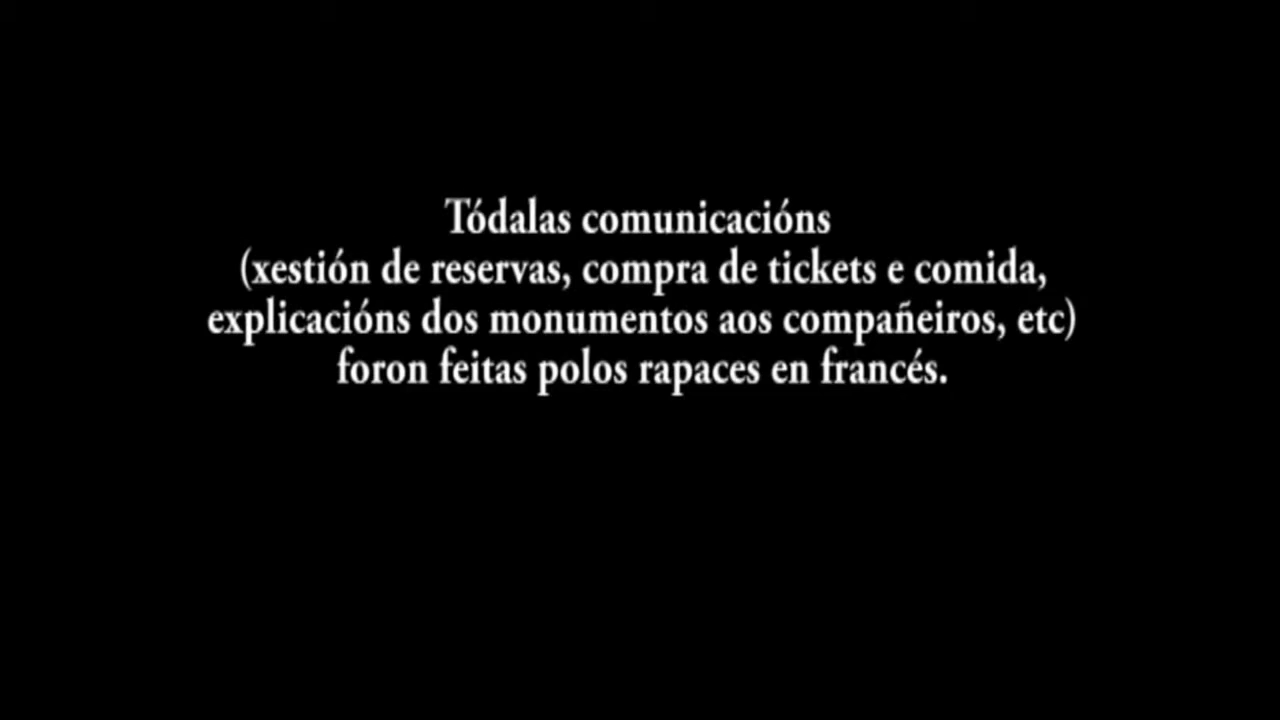 Tódalas comunicacións
(xestión de reservas, compra de tickets e comida,
explicacións dos monumentos aos compañeiros, etc)
foron feitas polos rapaces en francés.